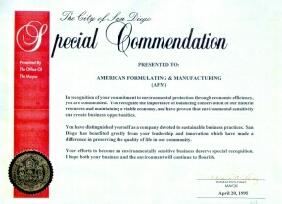 The City of San Diego
Special Commendation
Presented By
The Office Of
The Mayor
PRESENTED TO:
AMERICAN FORMULATING & MANUFACTURING
(AFM)
In recognition of your commitment to environmental protection through economic efficiency,
you are commended. You recognize the importance of balancing conservation of our natural
resources and maintaining a viable economy, and have proven that environmental sensitivity
can create business opportunities.
You have distinguished yourself as a company devoted to sustainable business practices. San
Diego has benefited greatly from your leadership and innovation which have made a
difference in preserving the quality of life in our community.
Your efforts to become an environmentally sensitive business deserve special recognition.
I hope both your business and the environment will continue to flourish.
MAYOR
April 20, 1995